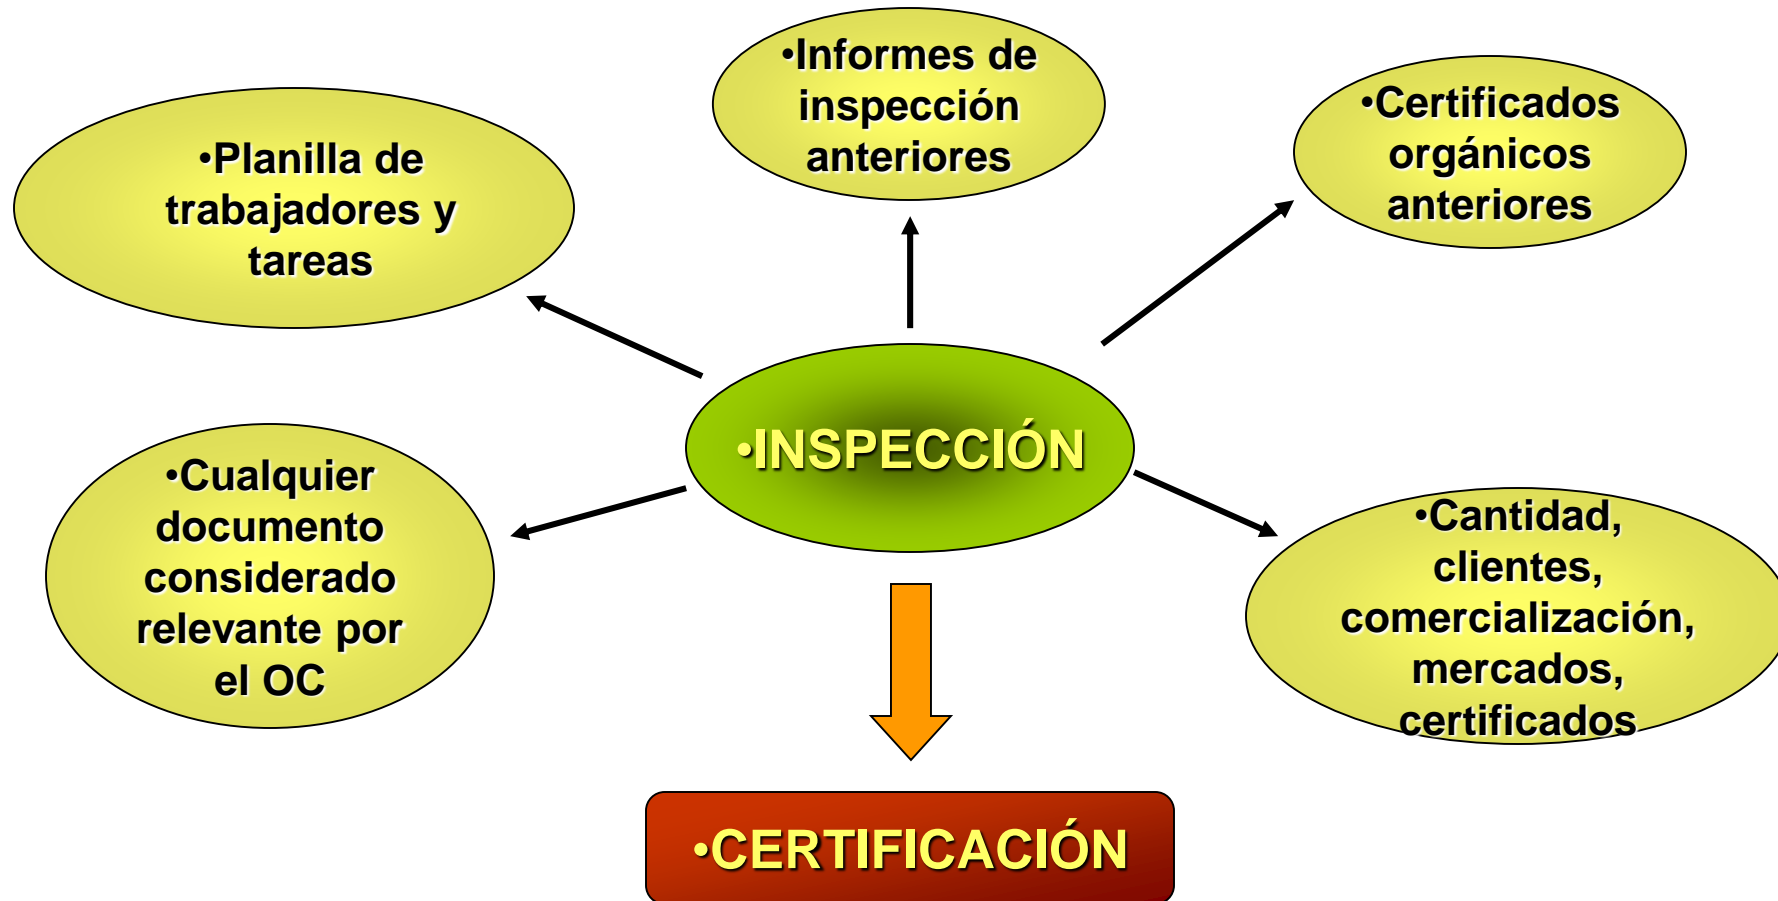 •Informes de
inspección
anteriores
•Certificados
orgánicos
anteriores
•Planilla de
trabajadores y
tareas
•INSPECCIÓN
•Cualquier
documento
considerado
relevante por
el OC
•Cantidad,
clientes,
comercialización,
mercados,
certificados
•CERTIFICACIÓN